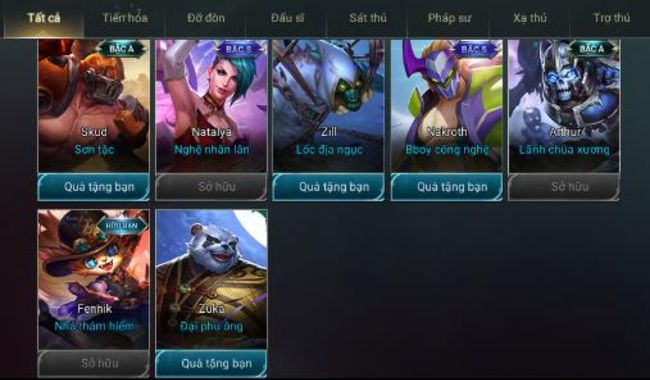 Tất cả Tiến hóa Đỡ đòn Đấu sĩ Sát thủ Pháp sư Xạ thủ Trợ thủ
BẬC A BẬC S BẬC S BẬC A
Skud Natalya Zill Nakroth Arthur
Sơn tặc Nghệ nhân lân Lốc địa ngục Bboy công nghệ Lãnh chúa xương
Quà tặng bạn Sở hữu Quà tặng bạn Quà tặng bạn Sở hữu
HỮU HẠN
Fennik Zuka
Nhà thám hiểm Đại phú ông
Sở hữu Quà tặng bạn